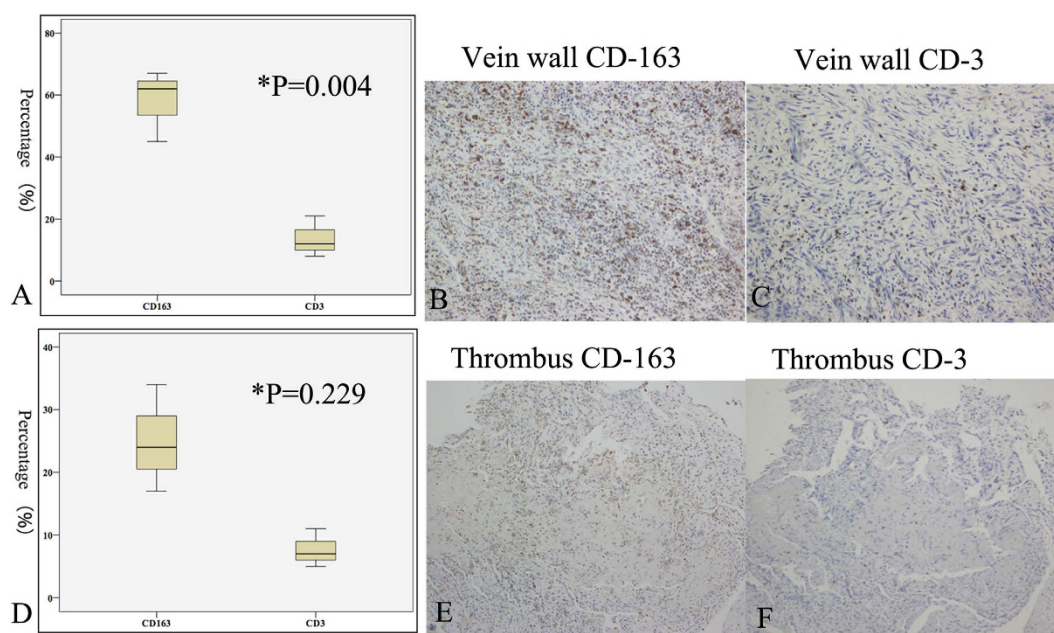 80
60
40
20
0
Percentage (%)
*P=0.004
CD163
CD3
A
Vein wall CD-163
B
Vein wall CD-3
C
40
30
20
10
0
Percentage (%)
*P=0.229
CD163
CD3
D
Thrombus CD-163
E
Thrombus CD-3
F